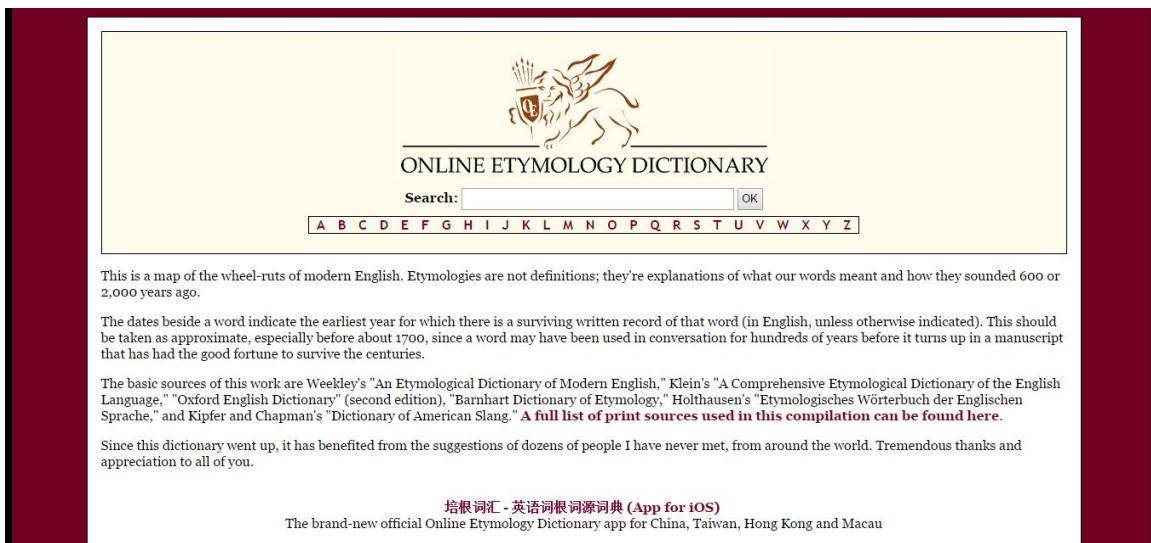 OE
ONLINE ETYMOLOGY DICTIONARY
Search: OK
A B C D E F G H I J K L M N O P Q R S T U V W X Y Z
This is a map of the wheel-ruts of modern English. Etymologies are not definitions; they're explanations of what our words meant and how they sounded 600 or
2,000 years ago.
The dates beside a word indicate the earliest year for which there is a surviving written record of that word (in English, unless otherwise indicated). This should
be taken as approximate, especially before about 1700, since a word may have been used in conversation for hundreds of years before it turns up in a manuscript
that has had the good fortune to survive the centuries.
The basic sources of this work are Weekley's "An Etymological Dictionary of Modern English," Klein's "A Comprehensive Etymological Dictionary of the English
Language," "Oxford English Dictionary" (second edition), "Barnhart Dictionary of Etymology," Holthausen's "Etymologisches Wörterbuch der Englischen
Sprache," and Kipfer and Chapman's "Dictionary of American Slang." A full list of print sources used in this compilation can be found here.
Since this dictionary went up, it has benefited from the suggestions of dozens of people I have never met, from around the world. Tremendous thanks and
appreciation to all of you.
培根词汇 - 英语词根词源词典 (App for iOS)
The brand-new official Online Etymology Dictionary app for China, Taiwan, Hong Kong and Macau